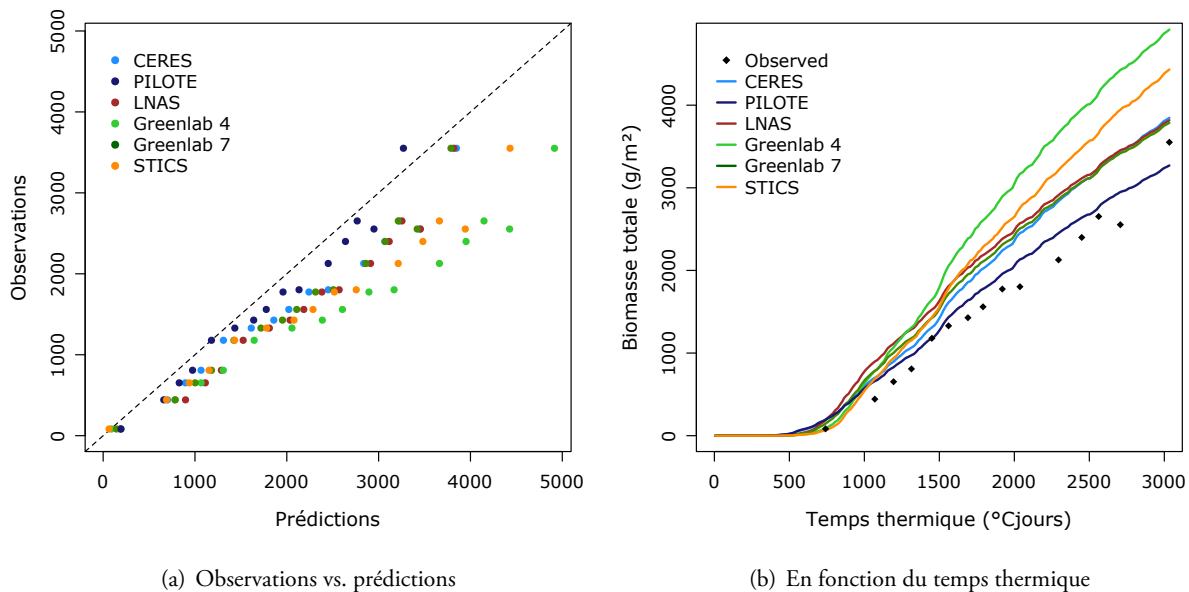 5000
4000
3000
2000
1000
0
Observations
CERES
PILOTE
LNAS
Greenlab 4
Greenlab 7
STICS
0 1000 2000 3000 4000 5000
Prédictions
(a) Observations vs. prédictions
4000
3000
2000
1000
0
Biomasse totale (g/m²)
Observed
CERES
PILOTE
LNAS
Greenlab 4
Greenlab 7
STICS
0 500 1000 1500 2000 2500 3000
Temps thermique (°Cjours)
(b) En fonction du temps thermique